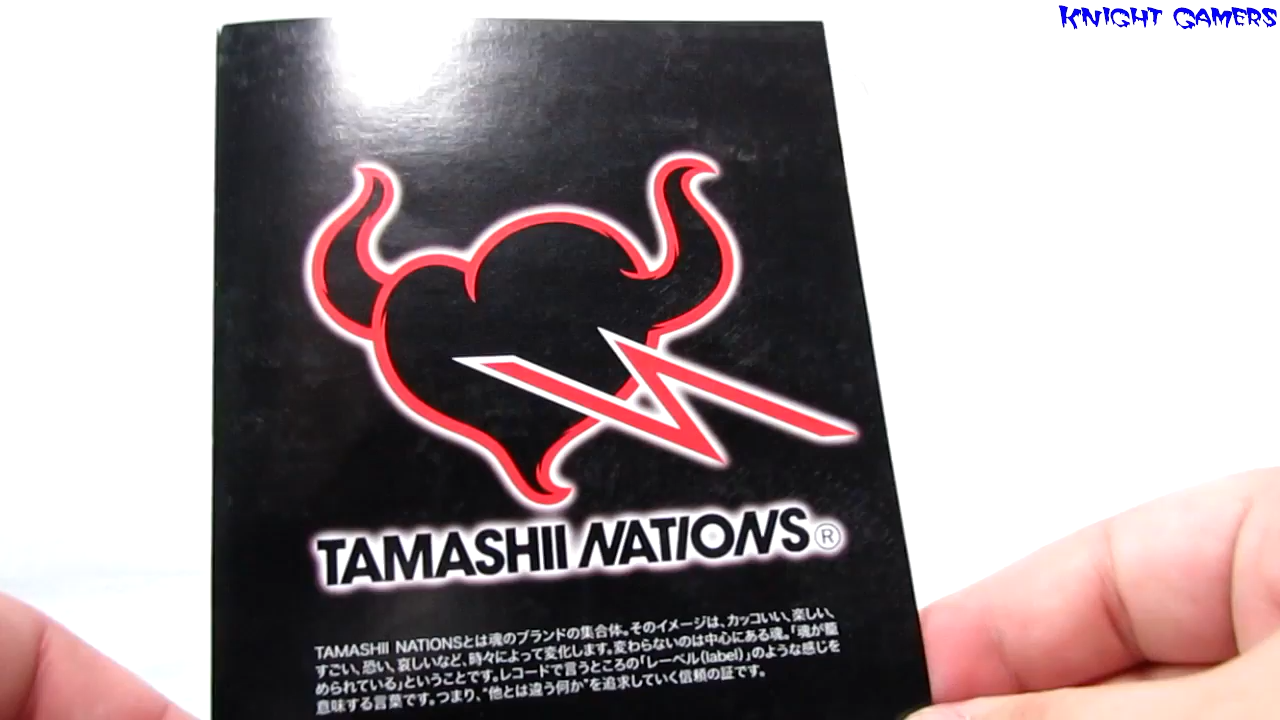 KNIGHT GAMERS
TAMASHII NATIONS®
TAMASHII NATIONSとは魂のブランドの集合体。そのイメージは、カッコいい、楽しい、
すごい、恐い、哀しいなど、時々によって変化します。変わらないのは中心にある魂。「魂が籠
められている」ということです。レコードで言うところの「レーベル(label)」のような感じを
意味する言葉です。つまり、“他とは違う何か”を追求していく信頼の証です。